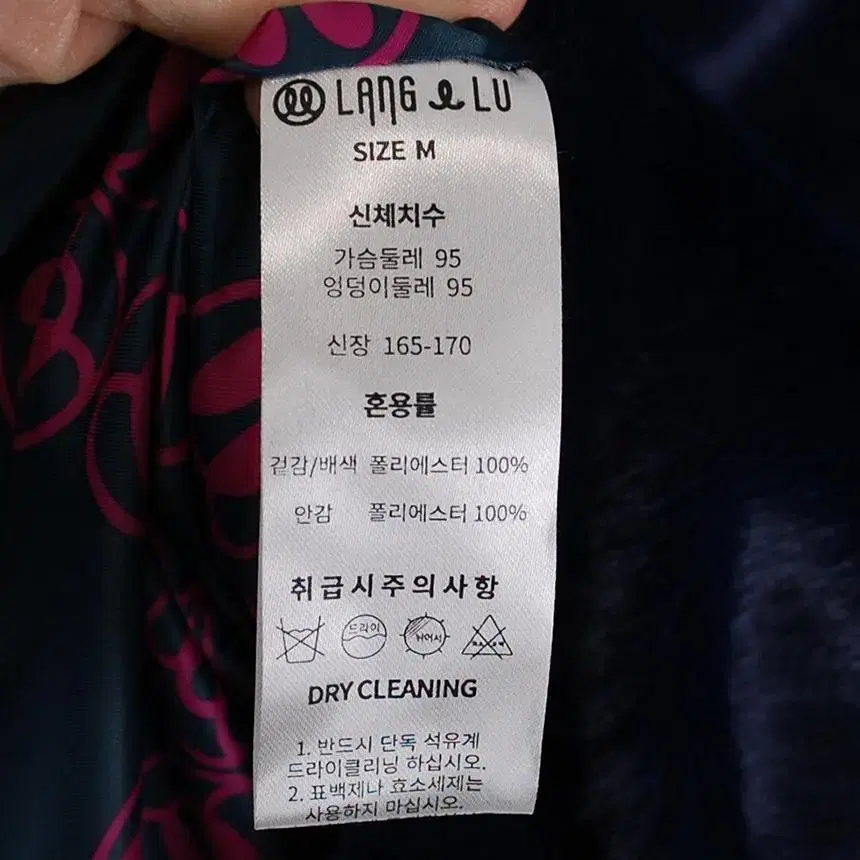 LANG LU
SIZE M
신체치수
가슴둘레 95
엉덩이둘레 95
신장 165-170
혼용률
겉감/배색 폴리에스터 100%
안감 폴리에스터 100%
취급시주의사항
드라이
DRY CLEANING
1. 반드시 단독 석유계
드라이클리닝 하십시오.
2. 표백제나 효소세제는
사용하지 마십시오.